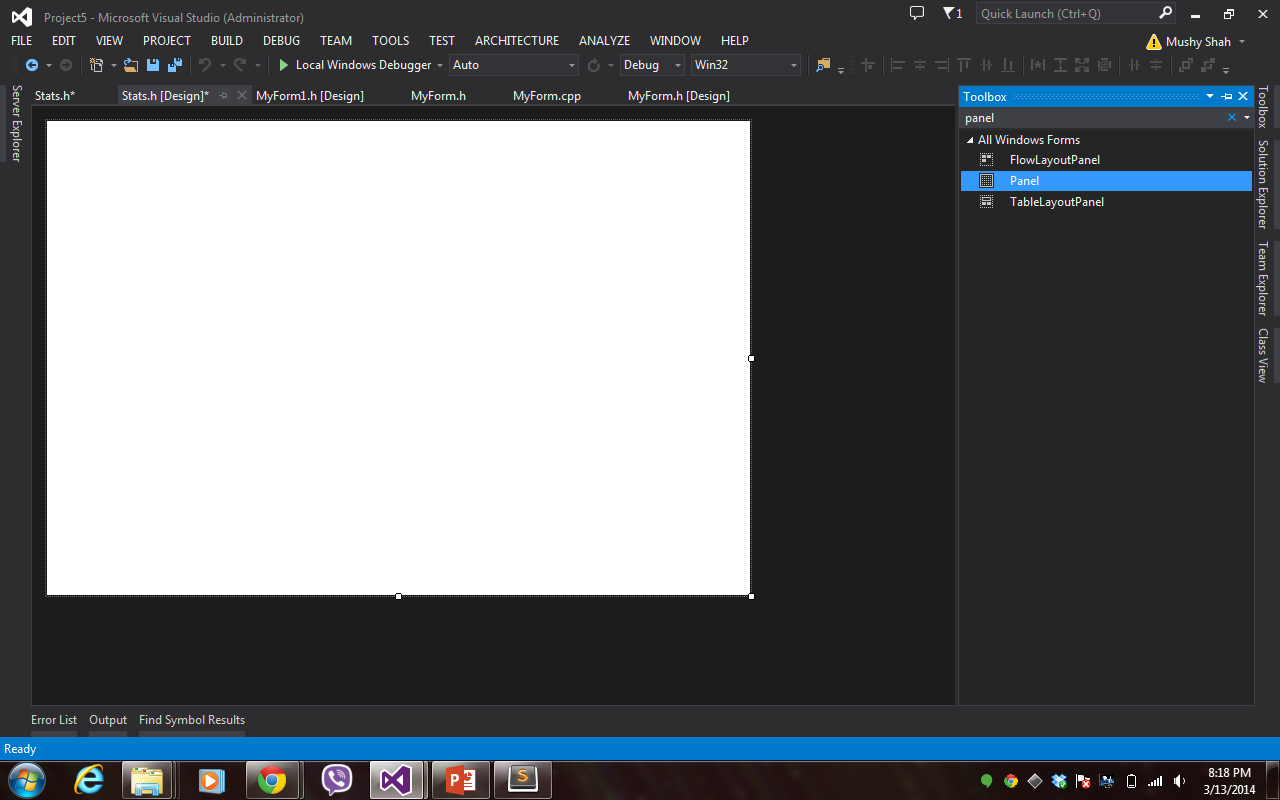 Project5 - Microsoft Visual Studio (Administrator)
1
Quick Launch (Ctrl+Q)
FILE EDIT VIEW PROJECT BUILD DEBUG TEAM TOOLS TEST ARCHITECTURE ANALYZE WINDOW HELP
Mushy Shah
Local Windows Debugger Auto Debug Win32
Server Explorer
Stats.h* Stats.h [Design]* MyForm1.h [Design] MyForm.h MyForm.cpp MyForm.h [Design]
Toolbox
panel
All Windows Forms
FlowLayoutPanel
Panel
TableLayoutPanel
Toolbox
Solution Explorer
Team Explorer
Class View
Error List Output Find Symbol Results
Ready
8:18 PM
3/13/2014